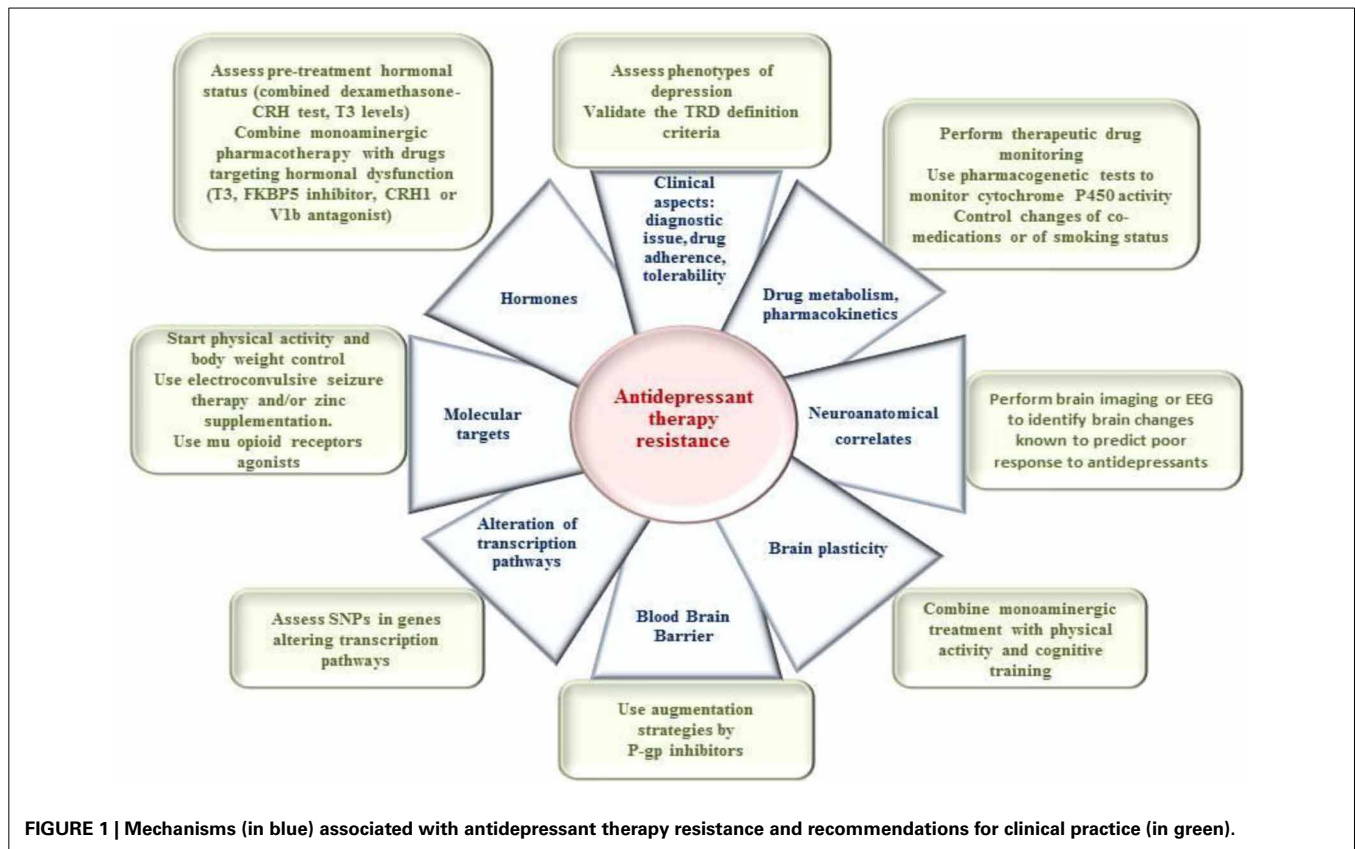 Assess pre-treatment hormonal
status (combined dexamethasone-
CRH test, T3 levels)
Combine monoaminergic
pharmacotherapy with drugs
targeting hormonal dysfunction
(T3, FKBP5 inhibitor, CRH1 or
V1b antagonist)
Assess phenotypes of
depression
Validate the TRD definition
criteria
Perform therapeutic drug
monitoring
Use pharmacogenetic tests to
monitor cytochrome P450 activity
Control changes of co-
medications or of smoking status
Clinical
aspects:
diagnostic
issue, drug
adherence,
tolerability
Hormones
Drug metabolism,
pharmacokinetics
Start physical activity and
body weight control
Use electroconvulsive seizure
therapy and/or zinc
supplementation.
Use mu opioid receptors
agonists
Molecular
targets
Antidepressant
therapy
resistance
Neuroanatomical
correlates
Perform brain imaging or EEG
to identify brain changes
known to predict poor
response to antidepressants
Alteration of
transcription
pathways
Brain plasticity
Blood Brain
Barrier
Assess SNPs in genes
altering transcription
pathways
Combine monoaminergic
treatment with physical
activity and cognitive
training
Use augmentation
strategies by
P-gp inhibitors
FIGURE 1 | Mechanisms (in blue) associated with antidepressant therapy resistance and recommendations for clinical practice (in green).